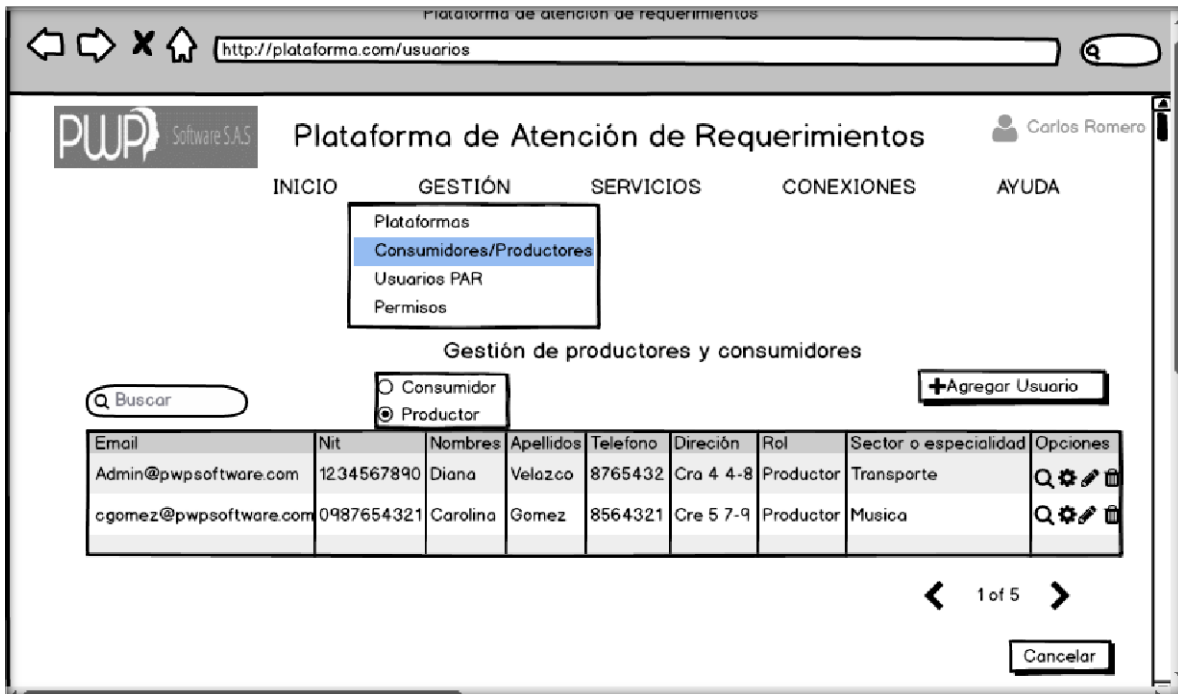 Plataforma de atención de requerimientos
http://plataforma.com/usuarios
PWP Software S.A.S
Plataforma de Atención de Requerimientos
Carlos Romero
INICIO GESTIÓN SERVICIOS CONEXIONES AYUDA
Plataformas
Consumidores/Productores
Usuarios PAR
Permisos
Gestión de productores y consumidores
Buscar
Consumidor
Productor
+Agregar Usuario
Email Nit Nombres Apellidos Telefono Direción Rol Sector o especialidad Opciones
Admin@pwpsoftware.com 1234567890 Diana Velazco 8765432 Cra 4 4-8 Productor Transporte
cgomez@pwpsoftware.com 0987654321 Carolina Gomez 8564321 Cre 5 7-9 Productor Musica
1 of 5
Cancelar